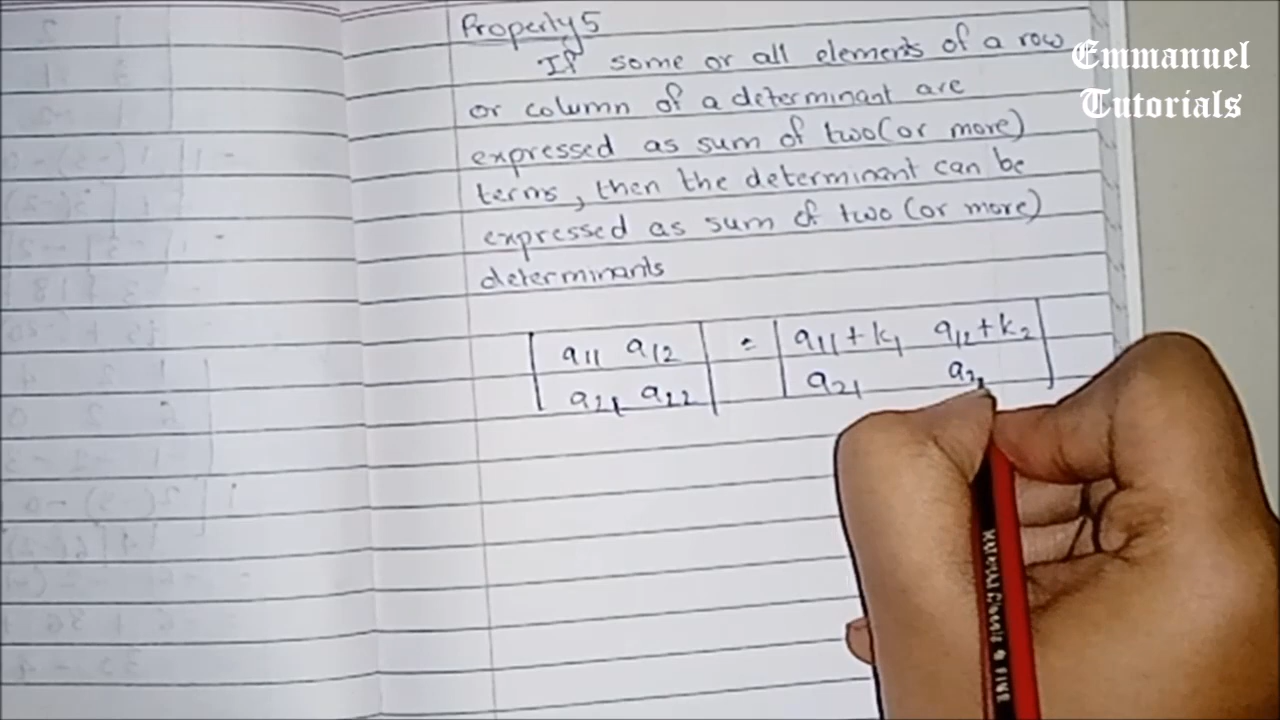 Property 5
If some or all elements of a row
or column of a determinant are
expressed as sum of two (or more)
terms, then the determinant can be
expressed as sum of two (or more)
determinants
| a11 a12 | = | a11 + k1 a12 + k2 |
| a21 a22 | | a21 a2
Emmanuel
Tutorials